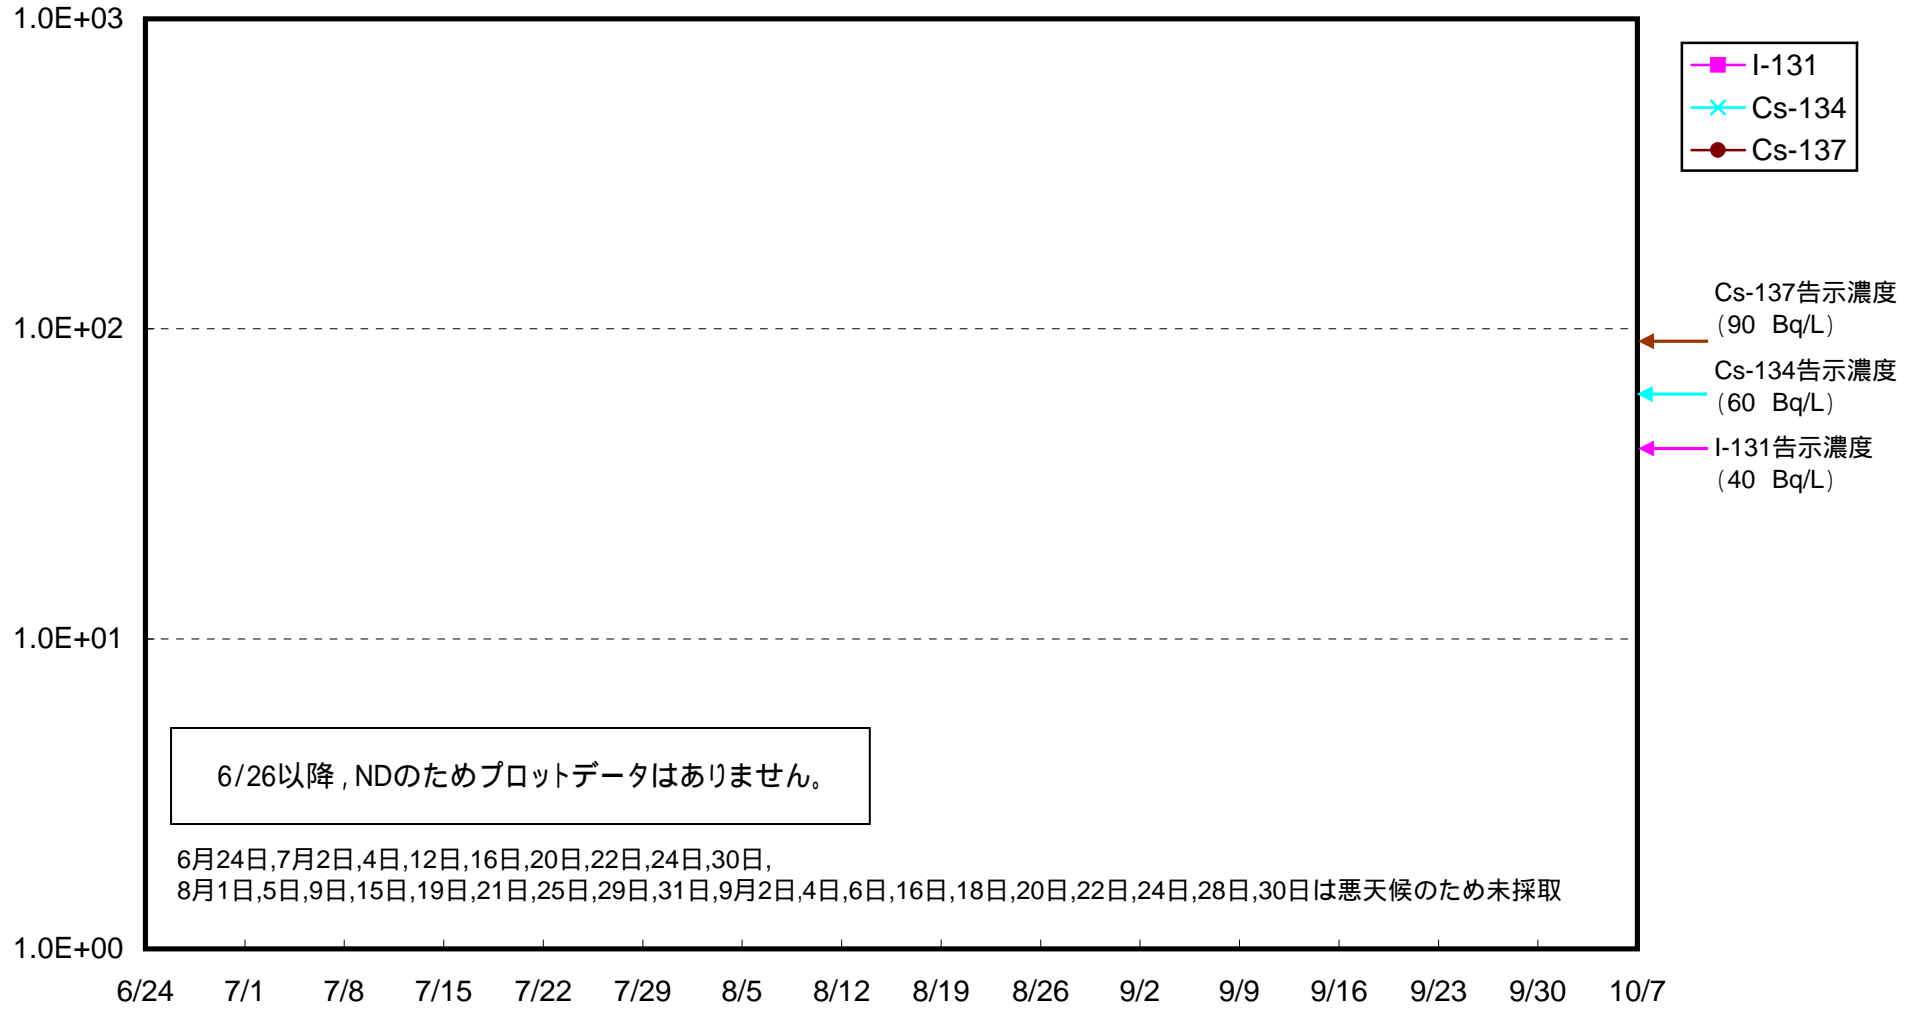 1.0E+03
1.0E+02
1.0E+01
1.0E+00
I-131
Cs-134
Cs-137
Cs-137告示濃度
(90 Bq/L)
Cs-134告示濃度
(60 Bq/L)
I-131告示濃度
(40 Bq/L)
6/26以降，NDのためプロットデータはありません。
6月24日,7月2日,4日,12日,16日,20日,22日,24日,30日,
8月1日,5日,9日,15日,19日,21日,25日,29日,31日,9月2日,4日,6日,16日,18日,20日,22日,24日,28日,30日は悪天候のため未採取
6/24 7/1 7/8 7/15 7/22 7/29 8/5 8/12 8/19 8/26 9/2 9/9 9/16 9/23 9/30 10/7